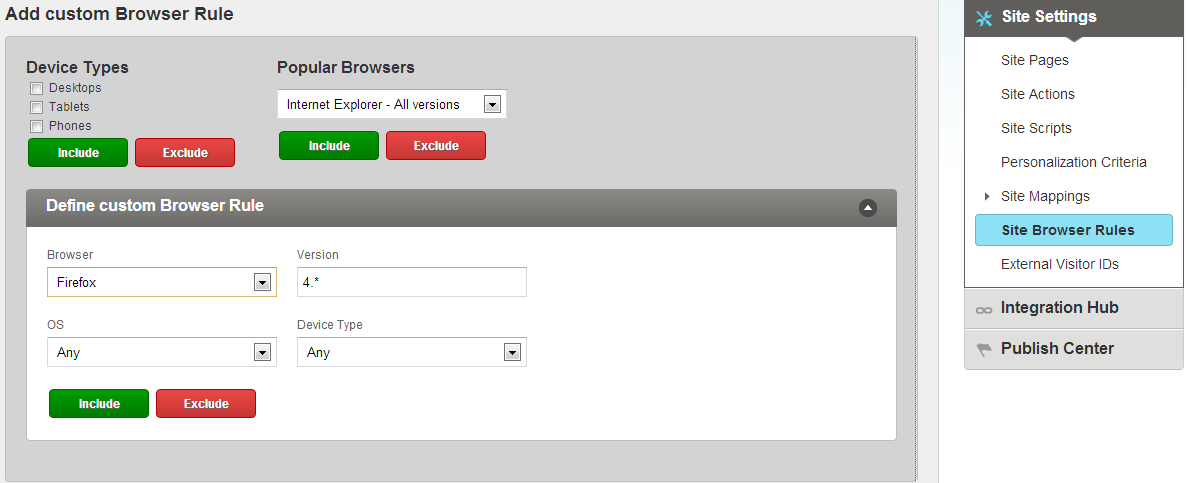 Add custom Browser Rule
Device Types
Desktops
Tablets
Phones
Include Exclude
Popular Browsers
Internet Explorer - All versions
Include Exclude
Define custom Browser Rule
Browser Version
Firefox 4.*
OS Device Type
Any Any
Include Exclude
Site Settings
Site Pages
Site Actions
Site Scripts
Personalization Criteria
Site Mappings
Site Browser Rules
External Visitor IDs
Integration Hub
Publish Center